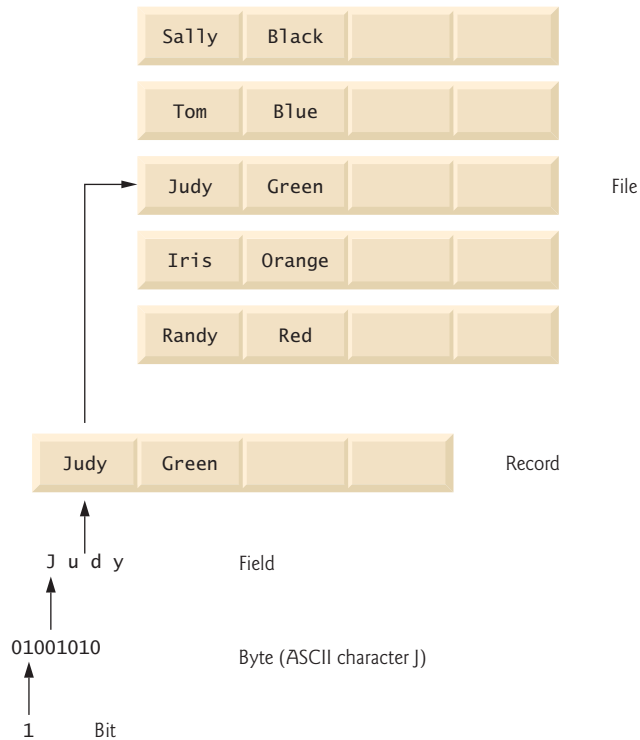 Sally Black
Tom Blue
Judy Green File
Iris Orange
Randy Red
Judy Green Record
J u d y Field
01001010 Byte (ASCII character J)
1 Bit